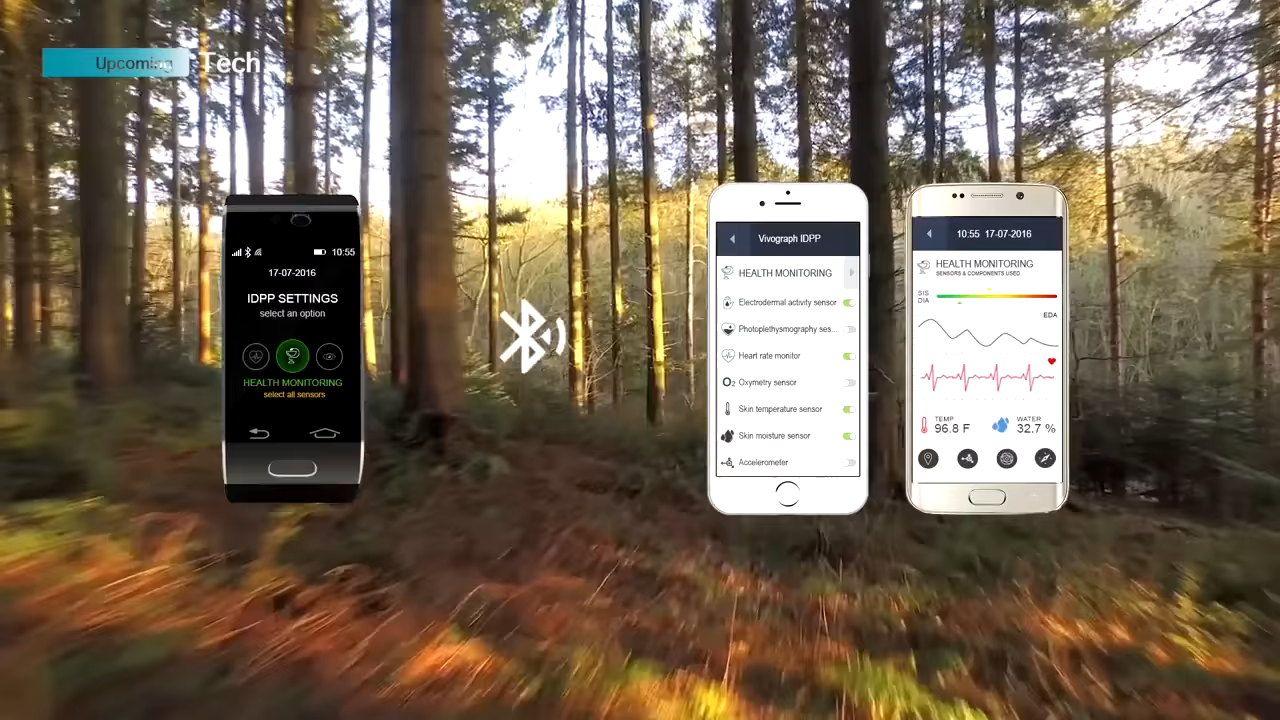 Upcoming Tech
10:55
17-07-2016
IDPP SETTINGS
select an option
HEALTH MONITORING
select all sensors
Vivograph IDPP
HEALTH MONITORING
Electrodermal activity sensor
Photoplethysmography ses...
Heart rate monitor
O2 Oxymetry sensor
Skin temperature sensor
Skin moisture sensor
Accelerometer
10:55 17-07-2016
HEALTH MONITORING
SENSORS & COMPONENTS USED
SIS
DIA
EDA
TEMP
96.8 F
WATER
32.7 %